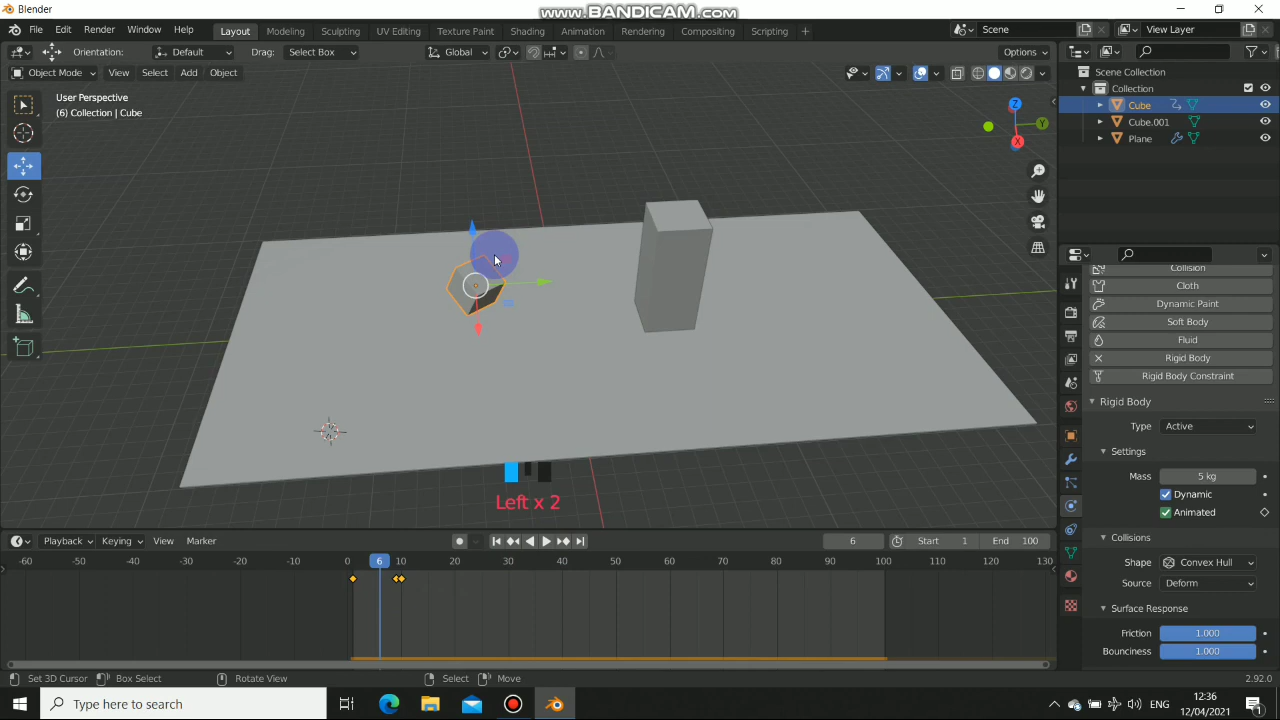 Blender
www.BANDICAM.com
File Edit Render Window Help
Layout Modeling Sculpting UV Editing Texture Paint Shading Animation Rendering Compositing Scripting +
Scene
View Layer
Orientation: Default Drag: Select Box Global Options
Object Mode View Select Add Object
User Perspective
(6) Collection | Cube
Z
Y
X
Scene Collection
Collection
Cube
Cube.001
Plane
Collision
Cloth
Dynamic Paint
Soft Body
Fluid
Rigid Body
Rigid Body Constraint
Rigid Body
Type Active
Settings
Mass 5 kg
Dynamic
Animated
Collisions
Shape Convex Hull
Source Deform
Surface Response
Friction 1.000
Bounciness 1.000
Left x 2
Playback Keying View Marker 6 Start 1 End 100
-50 -40 -30 -20 -10 0 6 10 20 30 40 50 60 70 80 90 100 110 120 130
Set 3D Cursor Box Select Rotate View Select Move 2.92.0
Type here to search
ENG
12:36
12/04/2021
1